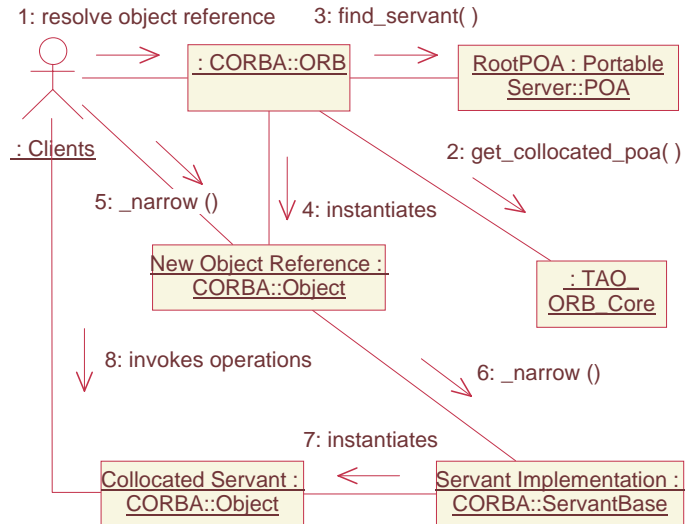 1: resolve object reference
3: find_servant( )
: CORBA::ORB
RootPOA : Portable
Server::POA
: Clients
2: get_collocated_poa( )
5: _narrow ()
4: instantiates
New Object Reference :
CORBA::Object
: TAO_
ORB_Core
8: invokes operations
6: _narrow ()
7: instantiates
Collocated Servant :
CORBA::Object
Servant Implementation :
CORBA::ServantBase